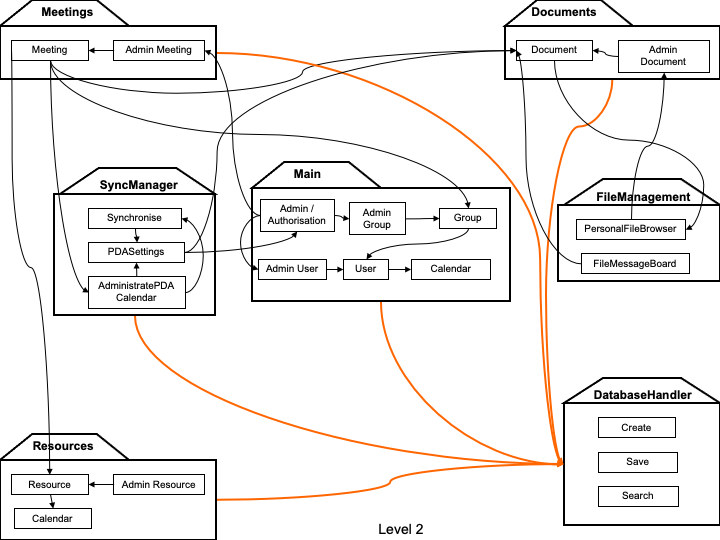 Meetings
Documents
Meeting
Admin Meeting
Document
Admin
Document
SyncManager
Main
FileManagement
Synchronise
Admin /
Authorisation
Admin
Group
Group
PersonalFileBrowser
PDASettings
FileMessageBoard
Admin User
User
Calendar
AdministratePDA
Calendar
DatabaseHandler
Create
Save
Search
Resources
Resource
Admin Resource
Calendar
Level 2